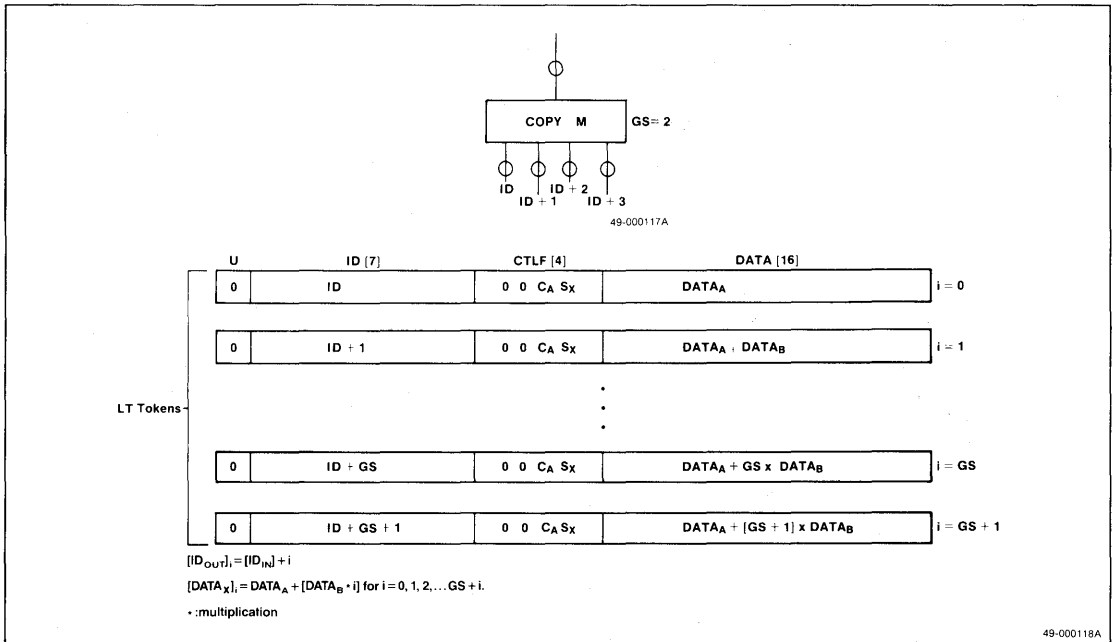 COPY M GS= 2
ID ID + 1 ID + 2 ID + 3
49-000117A
U ID [7] CTLF [4] DATA [16]
0 ID 0 0 C_A S_X DATA_A i = 0
0 ID + 1 0 0 C_A S_X DATA_A + DATA_B i = 1
LT Tokens
0 ID + GS 0 0 C_A S_X DATA_A + GS x DATA_B i = GS
0 ID + GS + 1 0 0 C_A S_X DATA_A + [GS + 1] x DATA_B i = GS + 1
[ID_OUT]_i = [ID_IN] + i
[DATA_X]_i = DATA_A + [DATA_B * i] for i = 0, 1, 2,... GS + i.
* :multiplication
49-000118A